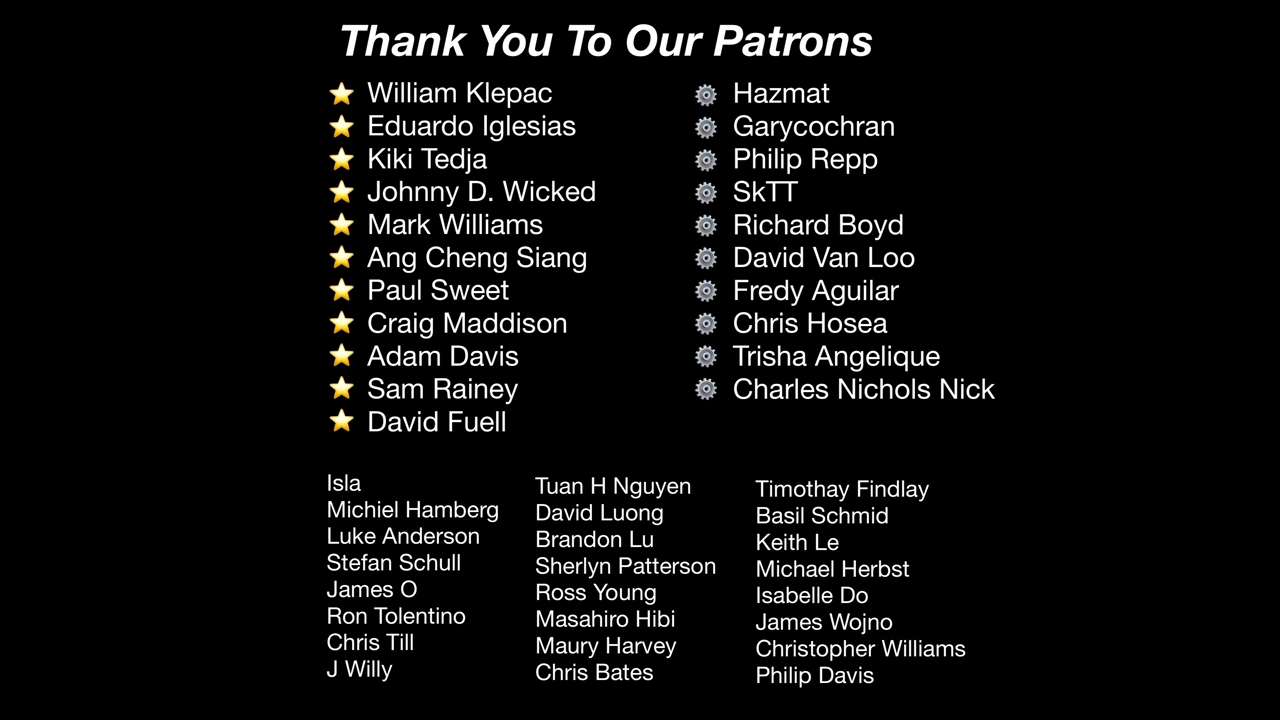 Thank You To Our Patrons
⭐ William Klepac
⭐ Eduardo Iglesias
⭐ Kiki Tedja
⭐ Johnny D. Wicked
⭐ Mark Williams
⭐ Ang Cheng Siang
⭐ Paul Sweet
⭐ Craig Maddison
⭐ Adam Davis
⭐ Sam Rainey
⭐ David Fuell
⚙️ Hazmat
⚙️ Garycochran
⚙️ Philip Repp
⚙️ SkTT
⚙️ Richard Boyd
⚙️ David Van Loo
⚙️ Fredy Aguilar
⚙️ Chris Hosea
⚙️ Trisha Angelique
⚙️ Charles Nichols Nick
Isla
Michiel Hamberg
Luke Anderson
Stefan Schull
James O
Ron Tolentino
Chris Till
J Willy
Tuan H Nguyen
David Luong
Brandon Lu
Sherlyn Patterson
Ross Young
Masahiro Hibi
Maury Harvey
Chris Bates
Timothay Findlay
Basil Schmid
Keith Le
Michael Herbst
Isabelle Do
James Wojno
Christopher Williams
Philip Davis